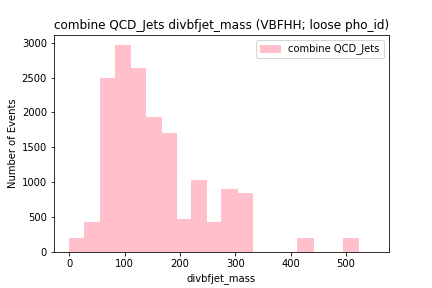 combine QCD_Jets divbfjet_mass (VBFHH; loose pho_id)
combine QCD_Jets
Number of Events
3000
2500
2000
1500
1000
500
0
0 100 200 300 400 500
divbfjet_mass